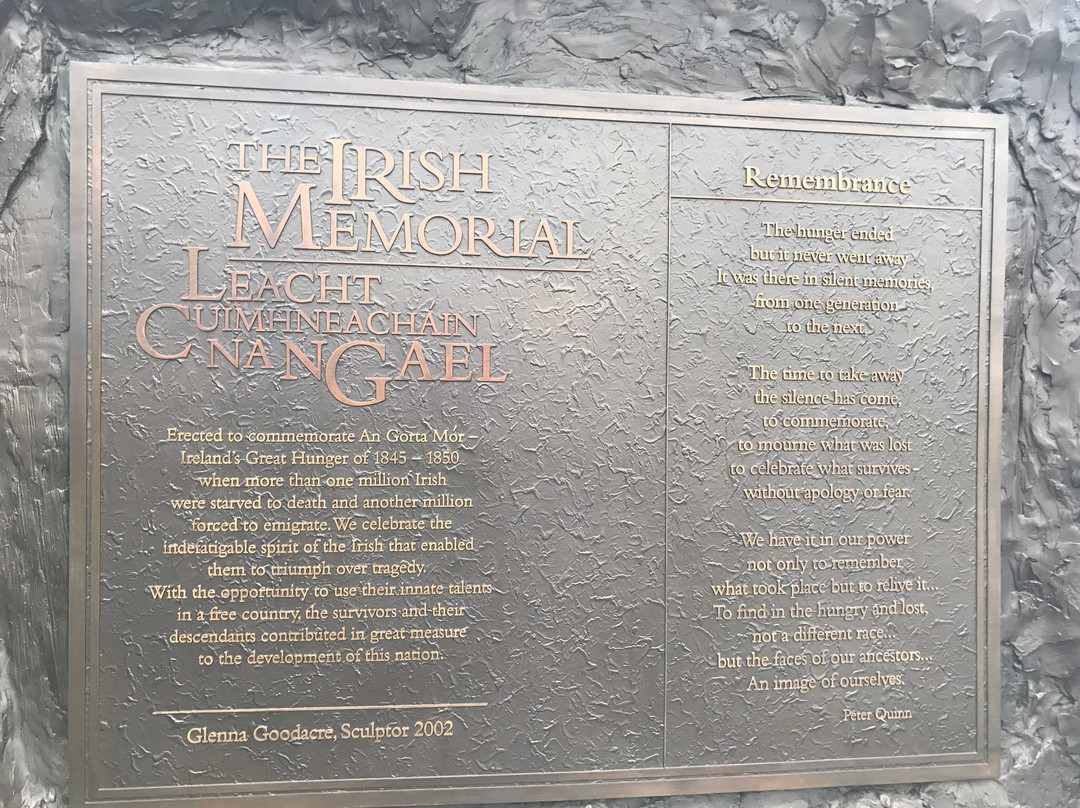 THE IRISH
MEMORIAL
LEACHT
CUIMHNEACHÁIN
NA NGAEL
Erected to commemorate An Gorta Mór –
Ireland's Great Hunger of 1845 – 1850
when more than one million Irish
were starved to death and another million
forced to emigrate. We celebrate the
indefatigable spirit of the Irish that enabled
them to triumph over tragedy.
With the opportunity to use their innate talents
in a free country, the survivors and their
descendants contributed in great measure
to the development of this nation.
Glenna Goodacre, Sculptor 2002
Remembrance
The hunger ended
but it never went away
It was there in silent memories,
from one generation
to the next.
The time to take away
the silence has come,
to commemorate,
to mourne what was lost
to celebrate what survives–
without apology or fear.
We have it in our power
not only to remember
what took place but to relive it...
To find in the hungry and lost,
not a different race...
but the faces of our ancestors...
An image of ourselves.
Peter Quinn